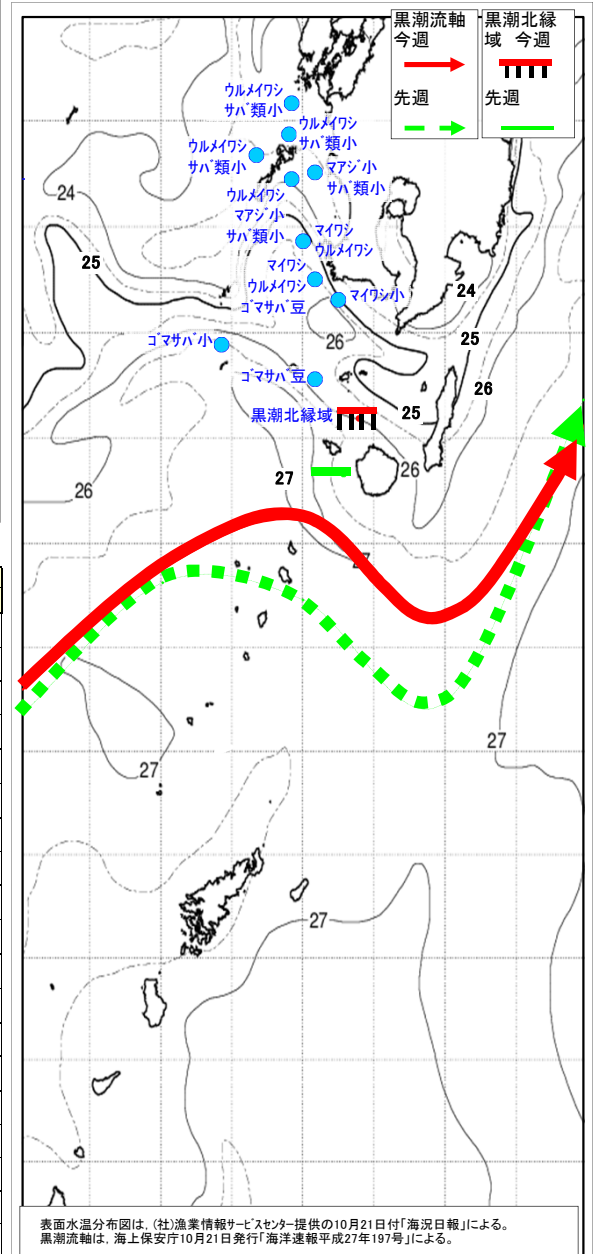 黒潮流軸
今週
先週
黒潮北縁
域 今週
先週
ウルメイワシ
サバ類小
ウルメイワシ
サバ類小
ウルメイワシ
サバ類小
マアジ小
サバ類小
ウルメイワシ
マアジ小
サバ類小
マイワシ
ウルメイワシ
マイワシ
ウルメイワシ
ゴマサバ豆
マイワシ小
ゴマサバ小
ゴマサバ豆
黒潮北縁域
24
25
24
25
26
26
25
26
26
27
27
27
27
27
表面水温分布図は，(社)漁業情報サービスセンター提供の10月21日付「海況日報」による。
黒潮流軸は，海上保安庁10月21日発行「海洋速報平成27年197号」による。